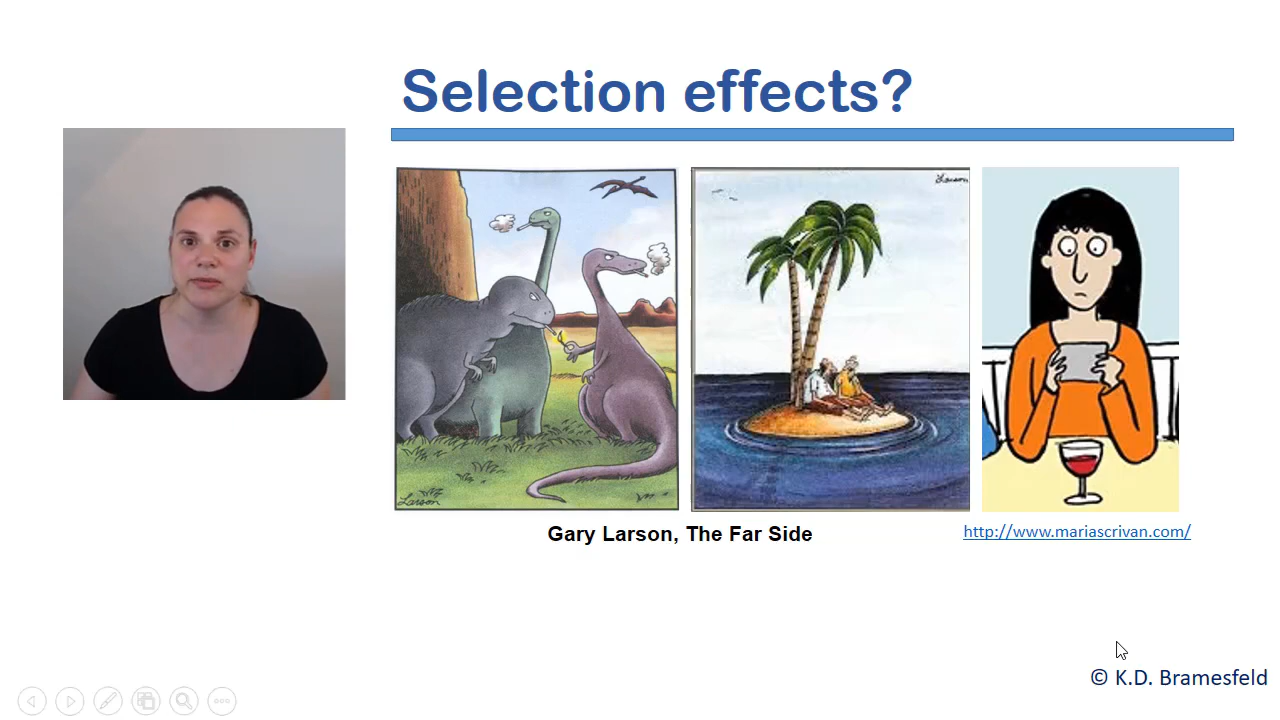 Selection effects?
Larson
Larson
Gary Larson, The Far Side
http://www.mariascrivan.com/
© K.D. Bramesfeld